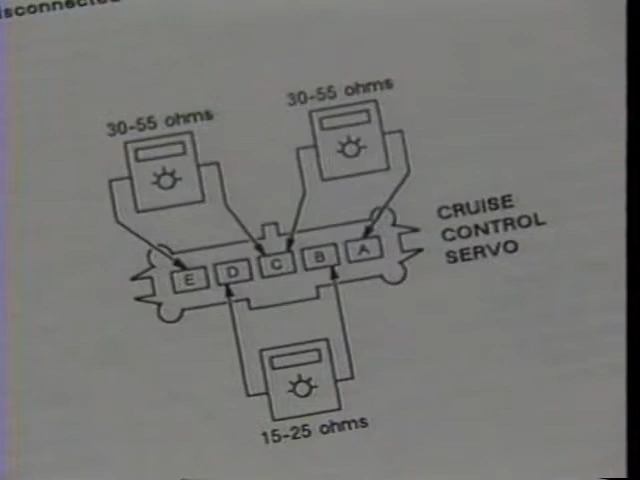 30-55 ohms
30-55 ohms
CRUISE
CONTROL
SERVO
E D C B A
15-25 ohms